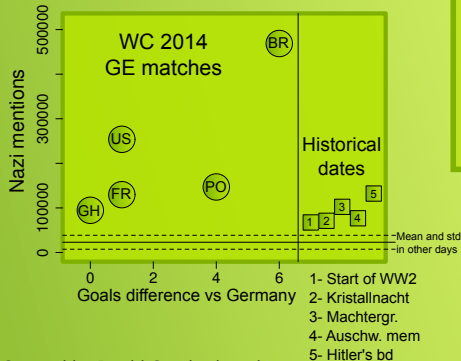 WC 2014
GE matches
BR
US
FR
PO
GH
Historical
dates
1
2
3
4
5
Nazi mentions
0
100000
300000
500000
Mean and std
in other days
0
2
4
6
Goals difference vs Germany
1- Start of WW2
2- Kristallnacht
3- Machtergr.
4- Auschw. mem
5- Hitler's bd